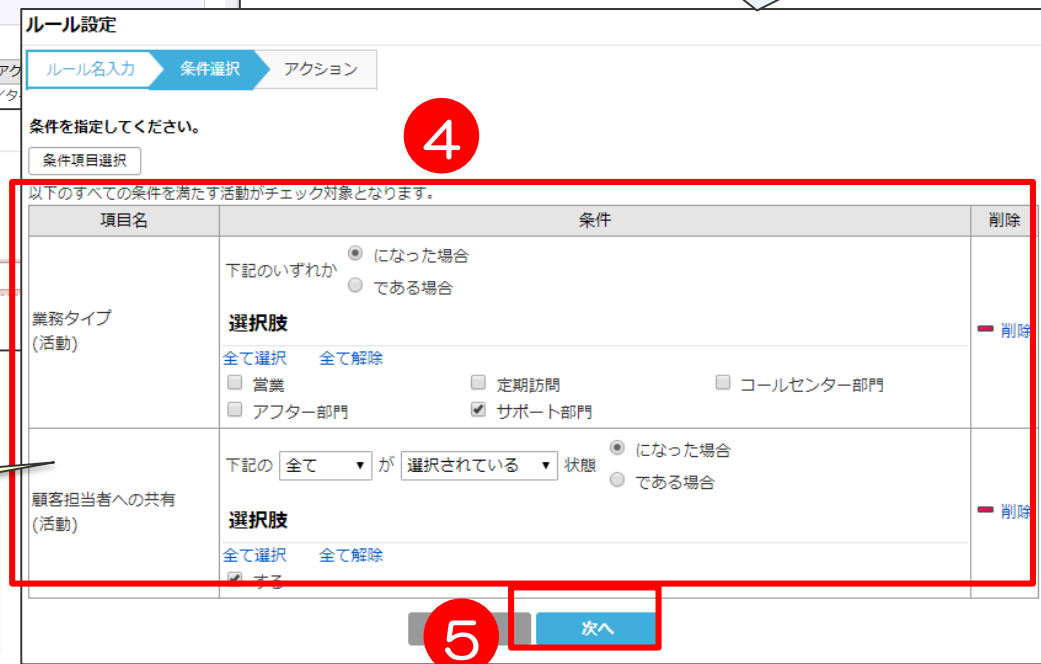 ルール設定
アク
ルール名入力 条件選択 アクション
/タ
条件を指定してください。
4
条件項目選択
以下のすべての条件を満たす活動がチェック対象となります。
項目名 条件 削除
下記のいずれか
になった場合
である場合
業務タイプ
(活動)
選択肢
削除
全て選択 全て解除
営業 定期訪問 コールセンター部門
アフター部門 サポート部門
下記の 全て が 選択されている 状態
になった場合
である場合
顧客担当者への共有
(活動)
選択肢
削除
全て選択 全て解除
する
5
次へ